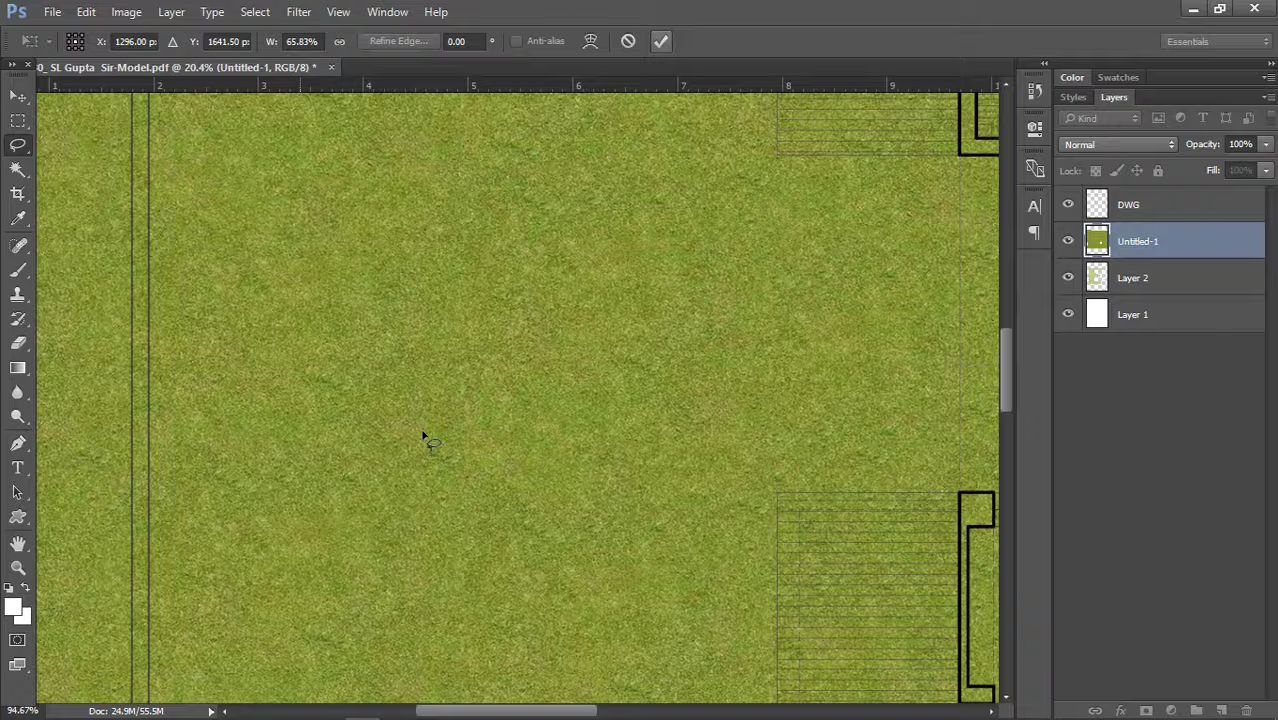 Ps File Edit Image Layer Type Select Filter View Window Help
X: 1296.00 p: Y: 1641.50 p: W: 65.83% Refine Edge... 0.00 ° Anti-alias Essentials
0_SL Gupta Sir-Model.pdf @ 20.4% (Untitled-1, RGB/8) * ×
Color Swatches
1 2 3 4 5 6 7 8 9 1
Styles Layers
Kind
Normal Opacity: 100%
Lock: Fill: 100%
DWG
Untitled-1
Layer 2
Layer 1
94.67% Doc: 24.9M/55.5M